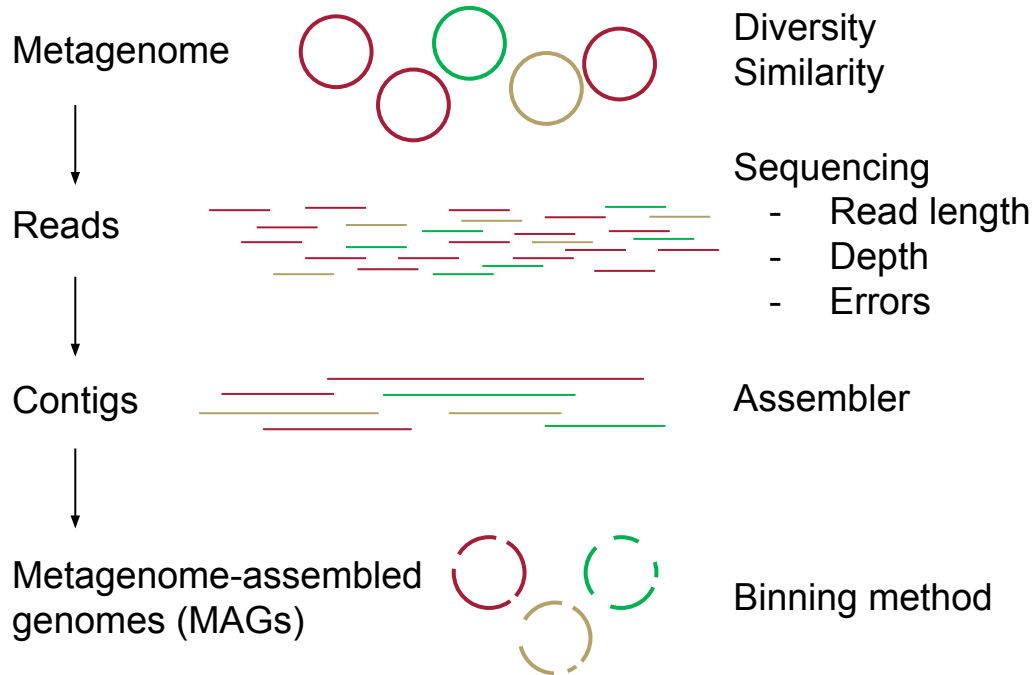 Metagenome
Diversity
Similarity
Reads
Sequencing
- Read length
- Depth
- Errors
Contigs
Assembler
Metagenome-assembled
genomes (MAGs)
Binning method